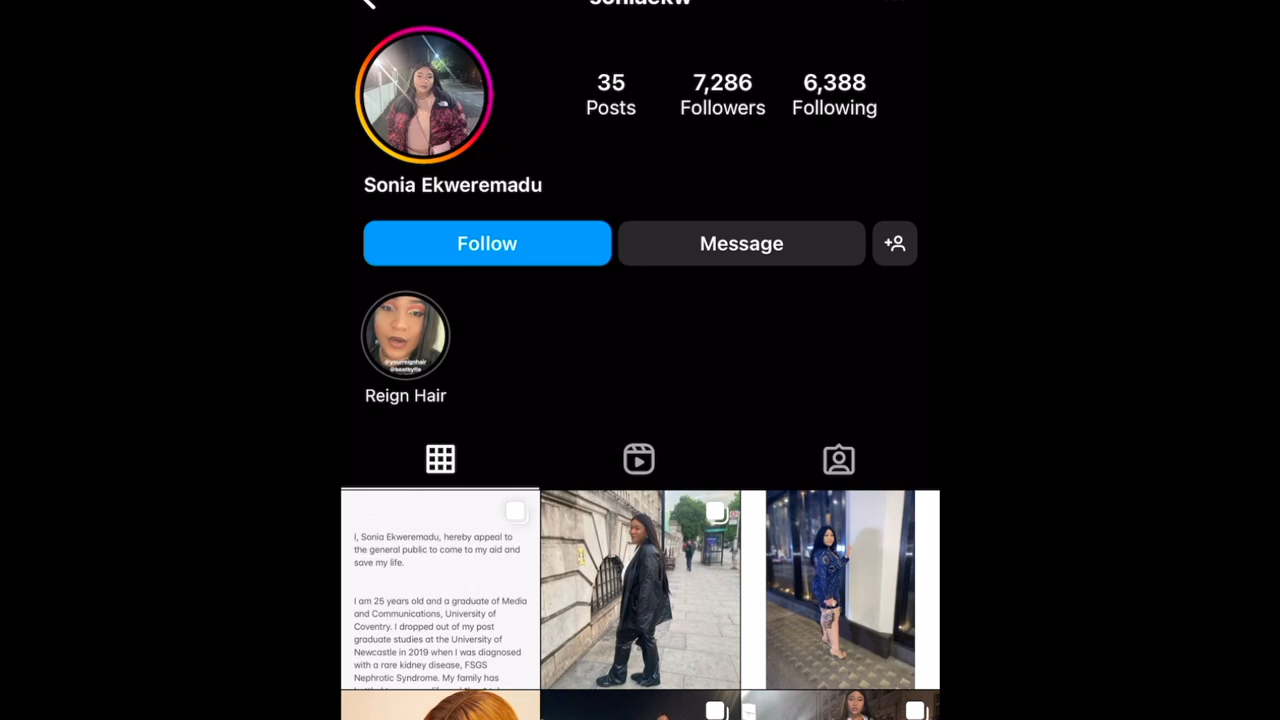 soniaekw
35
7,286
6,388
Posts
Followers
Following
Sonia Ekweremadu
Follow
Message
@yourreignhair
@beatbyflo
Reign Hair
I, Sonia Ekweremadu, hereby appeal to
the general public to come to my aid and
save my life.
I am 25 years old and a graduate of Media
and Communications, University of
Coventry. I dropped out of my post
graduate studies at the University of
Newcastle in 2019 when I was diagnosed
with a rare kidney disease, FSGS
Nephrotic Syndrome. My family has